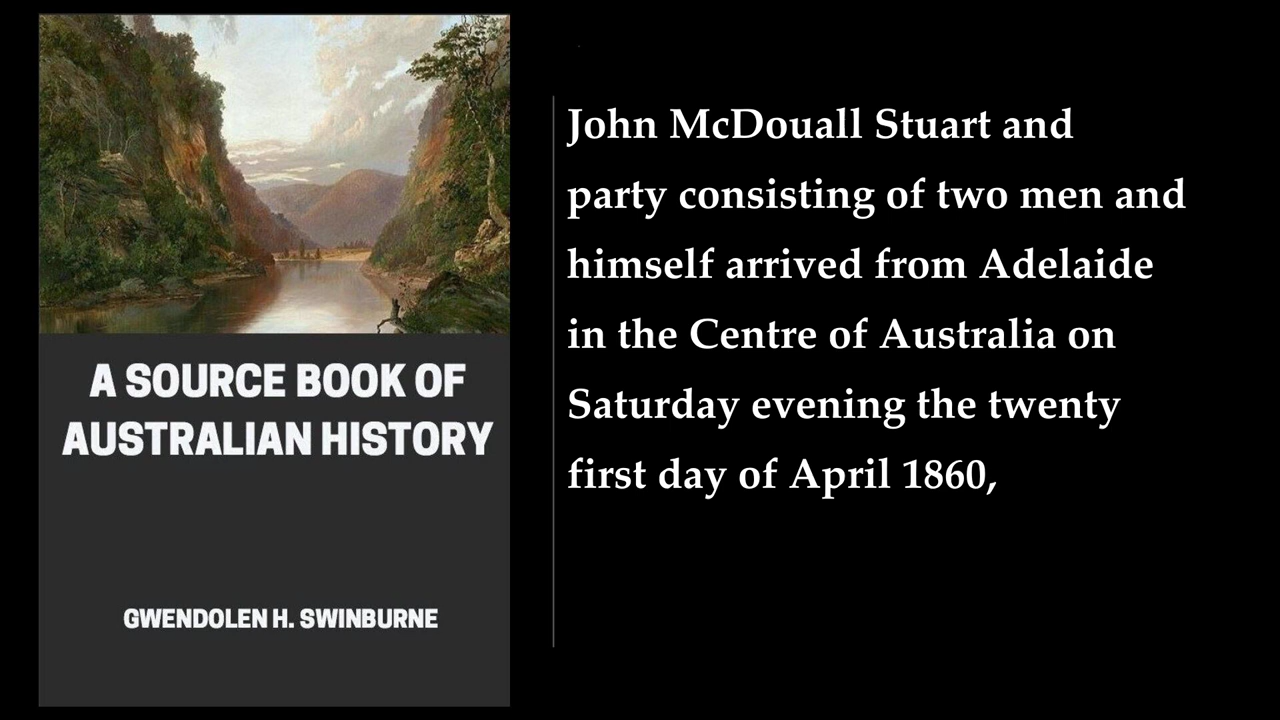 A SOURCE BOOK OF
AUSTRALIAN HISTORY
GWENDOLEN H. SWINBURNE
John McDouall Stuart and
party consisting of two men and
himself arrived from Adelaide
in the Centre of Australia on
Saturday evening the twenty
first day of April 1860,